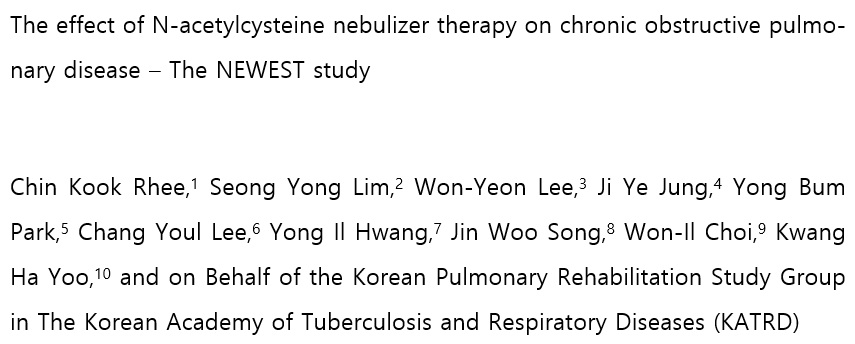 The effect of N-acetylcysteine nebulizer therapy on chronic obstructive pulmo-
nary disease – The NEWEST study
Chin Kook Rhee,¹ Seong Yong Lim,² Won-Yeon Lee,³ Ji Ye Jung,⁴ Yong Bum
Park,⁵ Chang Youl Lee,⁶ Yong Il Hwang,⁷ Jin Woo Song,⁸ Won-Il Choi,⁹ Kwang
Ha Yoo,¹⁰ and on Behalf of the Korean Pulmonary Rehabilitation Study Group
in The Korean Academy of Tuberculosis and Respiratory Diseases (KATRD)